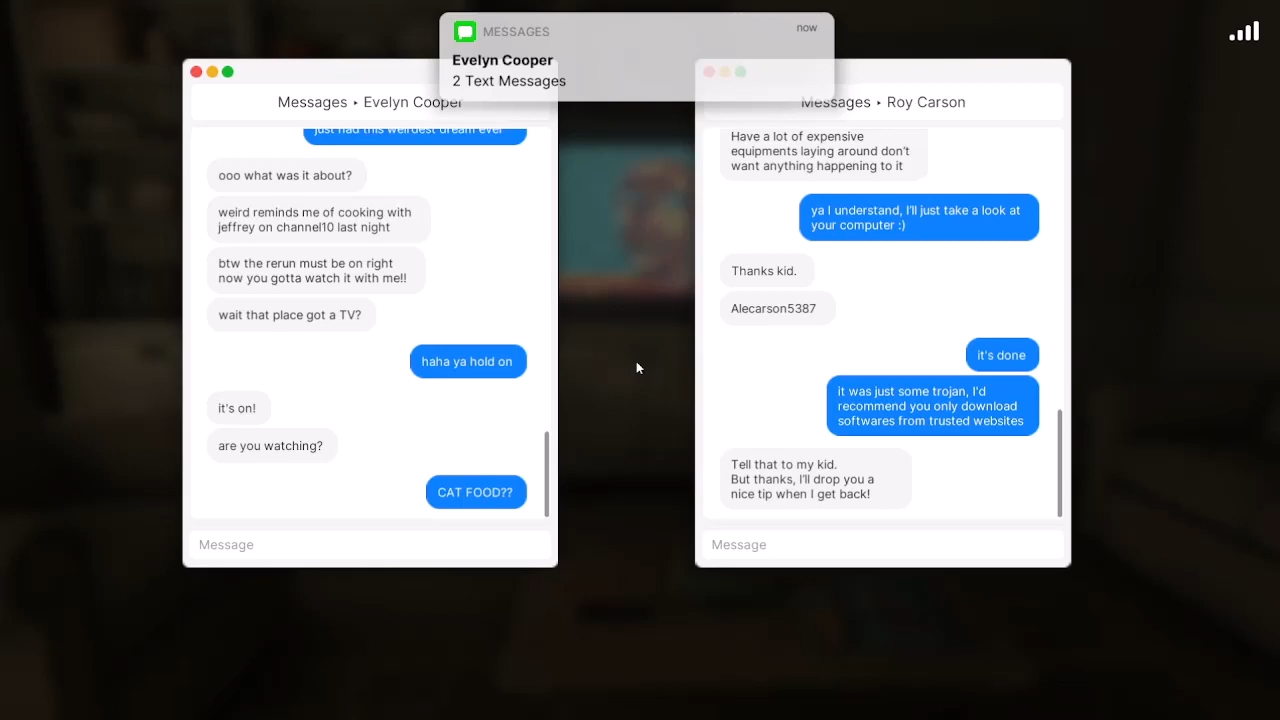 MESSAGES
now
Evelyn Cooper
2 Text Messages
Messages ‣ Evelyn Cooper
just had this weirdest dream ever
ooo what was it about?
weird reminds me of cooking with
jeffrey on channel10 last night
btw the rerun must be on right
now you gotta watch it with me!!
wait that place got a TV?
haha ya hold on
it's on!
are you watching?
CAT FOOD??
Message
Messages ‣ Roy Carson
Have a lot of expensive
equipments laying around don't
want anything happening to it
ya I understand, I'll just take a look at
your computer :)
Thanks kid.
Alecarson5387
it's done
it was just some trojan, I'd
recommend you only download
softwares from trusted websites
Tell that to my kid.
But thanks, I'll drop you a
nice tip when I get back!
Message